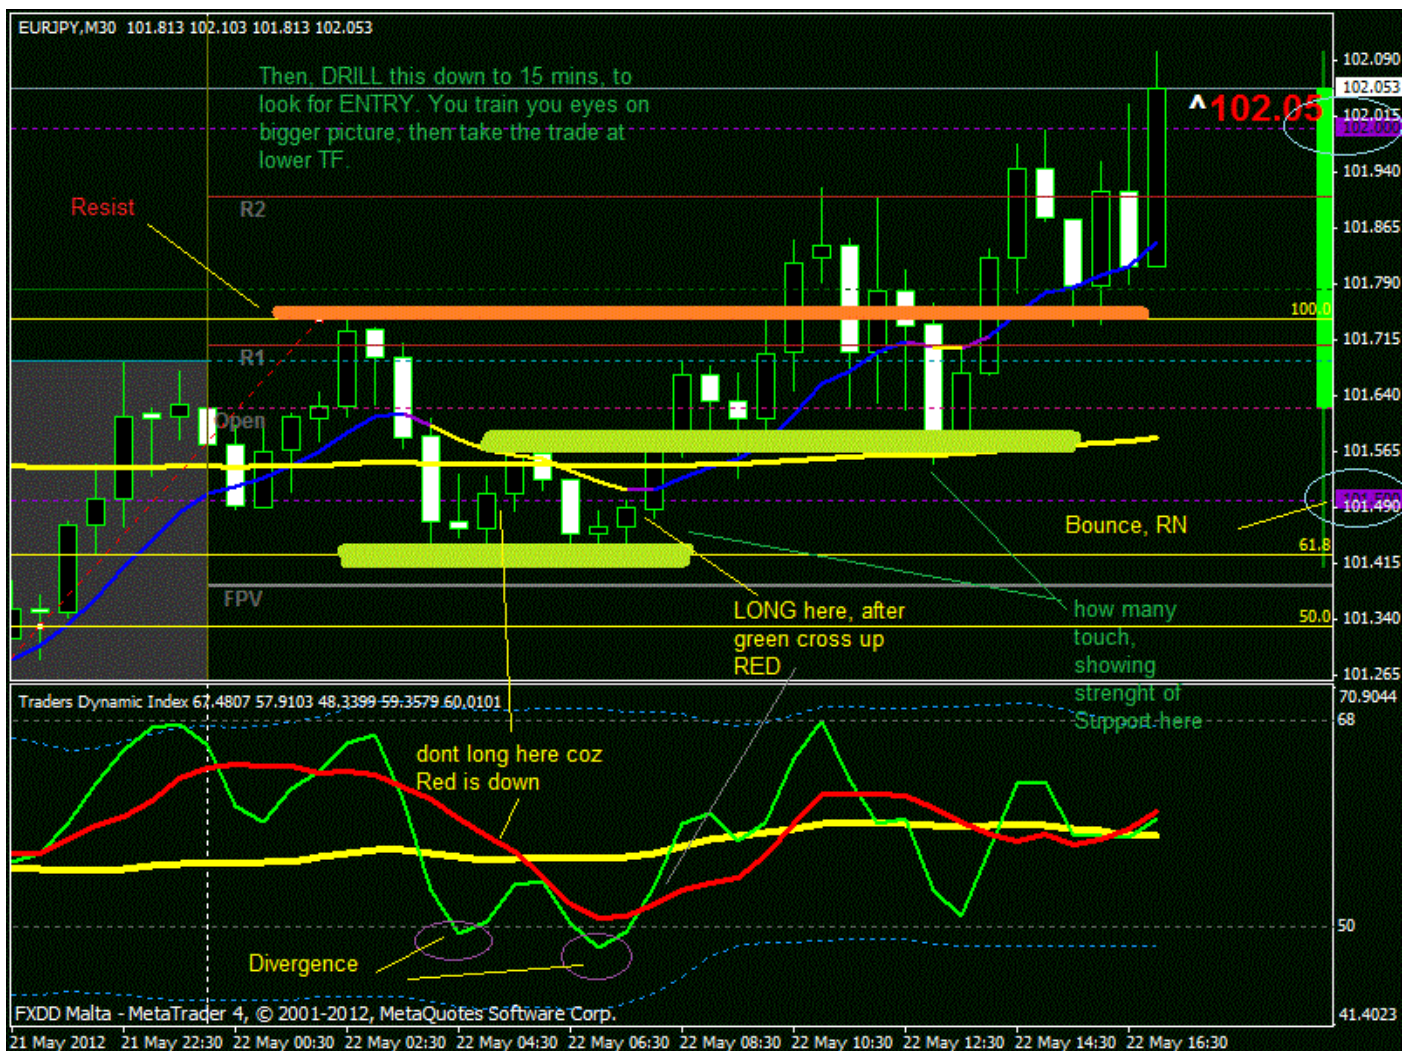 EURJPY,M30 101.813 102.103 101.813 102.053
Then, DRILL this down to 15 mins, to
look for ENTRY. You train you eyes on
bigger picture, then take the trade at
lower TF.
^102.05
Resist
R2
R1
Open
FPV
100.0
61.8
50.0
Bounce, RN
LONG here, after
green cross up
RED
how many
touch,
showing
strenght of
Support here
102.090
102.053
102.015
102.000
101.940
101.865
101.790
101.715
101.640
101.565
101.490
101.415
101.340
101.265
Traders Dynamic Index 67.4807 57.9103 48.3399 59.3579 60.0101
dont long here coz
Red is down
Divergence
70.9044
68
50
41.4023
FXDD Malta - MetaTrader 4, © 2001-2012, MetaQuotes Software Corp.
21 May 2012 21 May 22:30 22 May 00:30 22 May 02:30 22 May 04:30 22 May 06:30 22 May 08:30 22 May 10:30 22 May 12:30 22 May 14:30 22 May 16:30